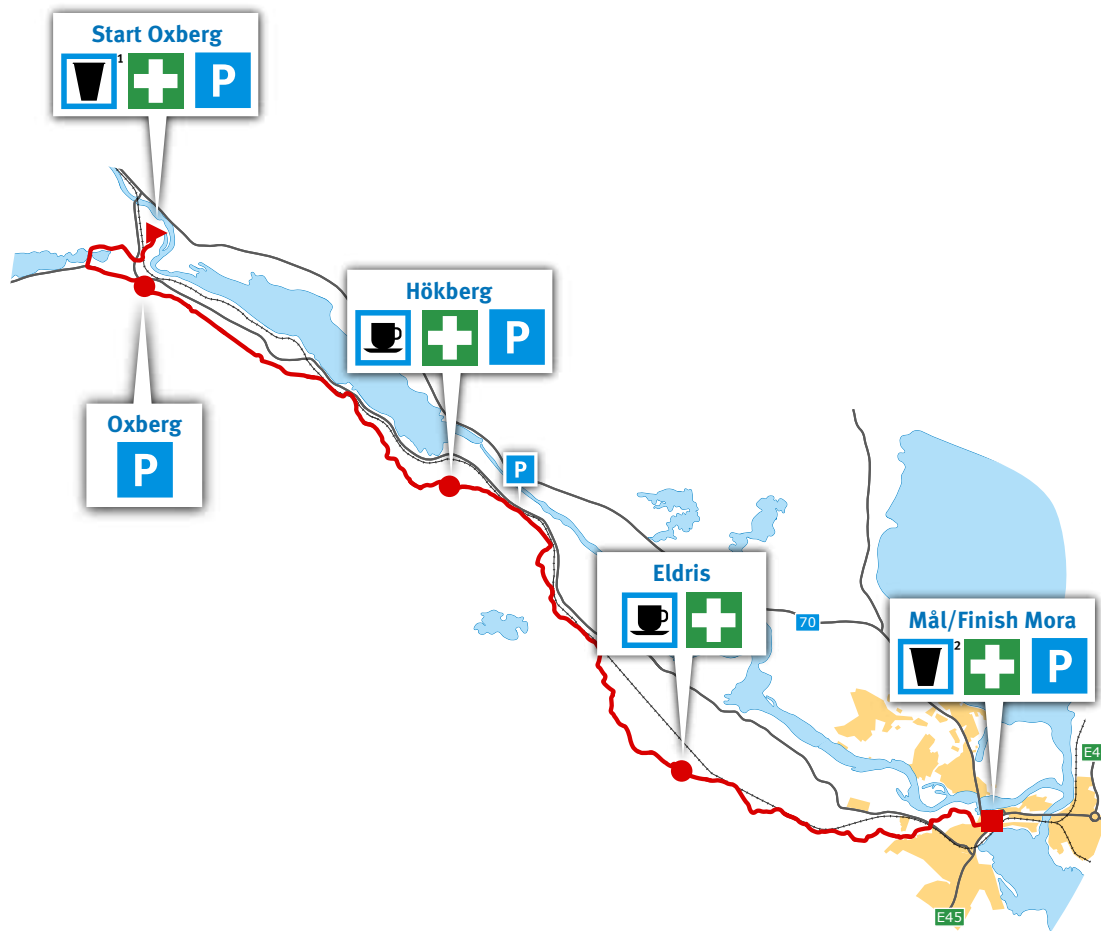 Start Oxberg
1
P
Hökberg
P
Oxberg
P
P
Eldris
70
Mål/Finish Mora
2
P
E4
E45